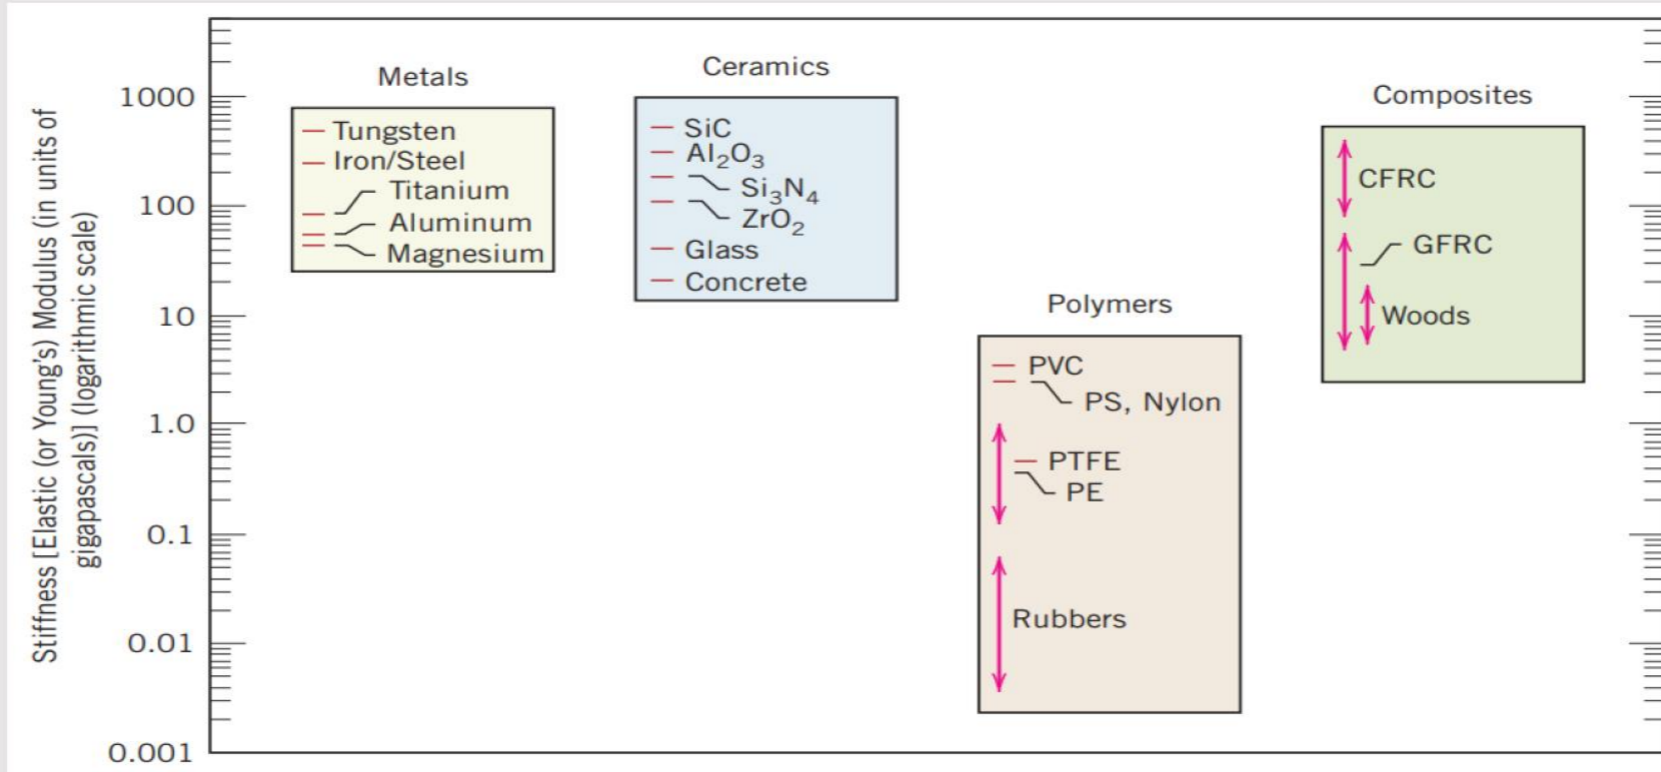 Stiffness [Elastic (or Young's) Modulus (in units of
gigapascals)] (logarithmic scale)
1000
100
10
1.0
0.1
0.01
0.001
Metals
Tungsten
Iron/Steel
Titanium
Aluminum
Magnesium
Ceramics
SiC
Al₂O₃
Si₃N₄
ZrO₂
Glass
Concrete
Polymers
PVC
PS, Nylon
PTFE
PE
Rubbers
Composites
CFRC
GFRC
Woods